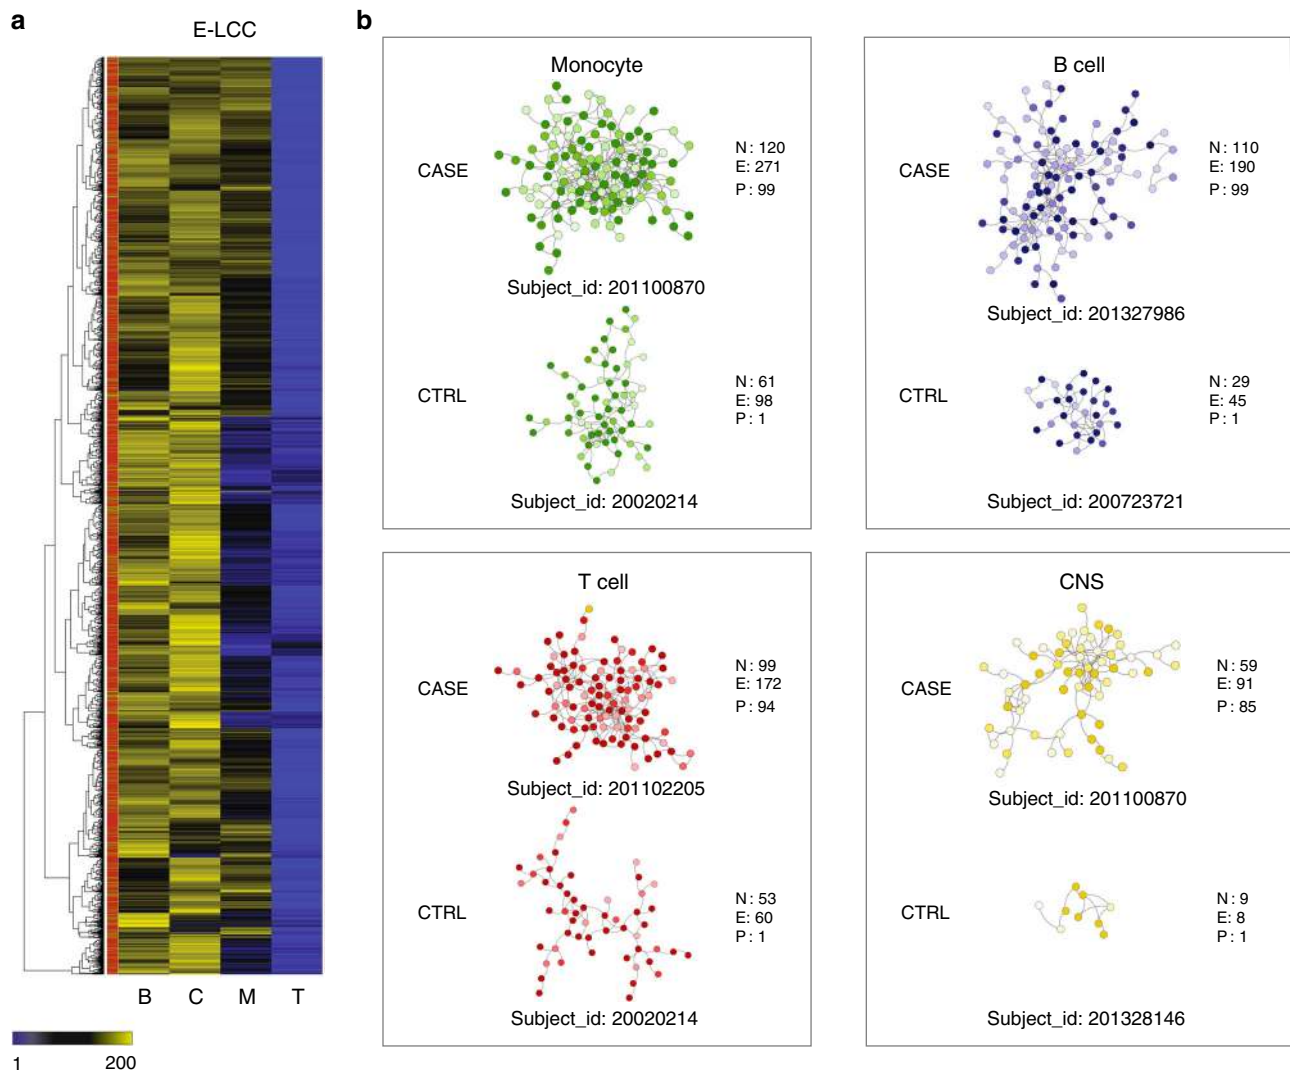 a
E-LCC
B C M T
1 200
b
Monocyte
CASE
N : 120
E: 271
P : 99
Subject_id: 201100870
CTRL
N : 61
E: 98
P : 1
Subject_id: 20020214
B cell
CASE
N : 110
E: 190
P : 99
Subject_id: 201327986
CTRL
N : 29
E: 45
P : 1
Subject_id: 200723721
T cell
CASE
N : 99
E: 172
P : 94
Subject_id: 201102205
CTRL
N : 53
E: 60
P : 1
Subject_id: 20020214
CNS
CASE
N : 59
E: 91
P : 85
Subject_id: 201100870
CTRL
N : 9
E: 8
P : 1
Subject_id: 201328146